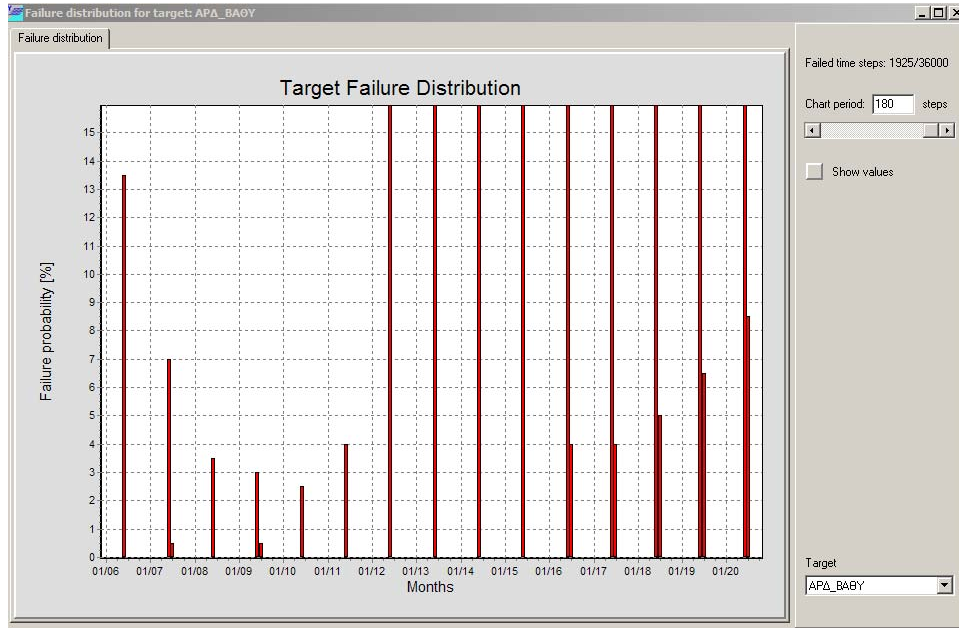 Failure distribution for target: ΑΡΔ_ΒΑΘΥ
Failure distribution
Target Failure Distribution
Failure probability [%]
15
14
13
12
11
10
9
8
7
6
5
4
3
2
1
0
01/06 01/07 01/08 01/09 01/10 01/11 01/12 01/13 01/14 01/15 01/16 01/17 01/18 01/19 01/20
Months
Failed time steps: 1925/36000
Chart period: 180 steps
Show values
Target
ΑΡΔ_ΒΑΘΥ